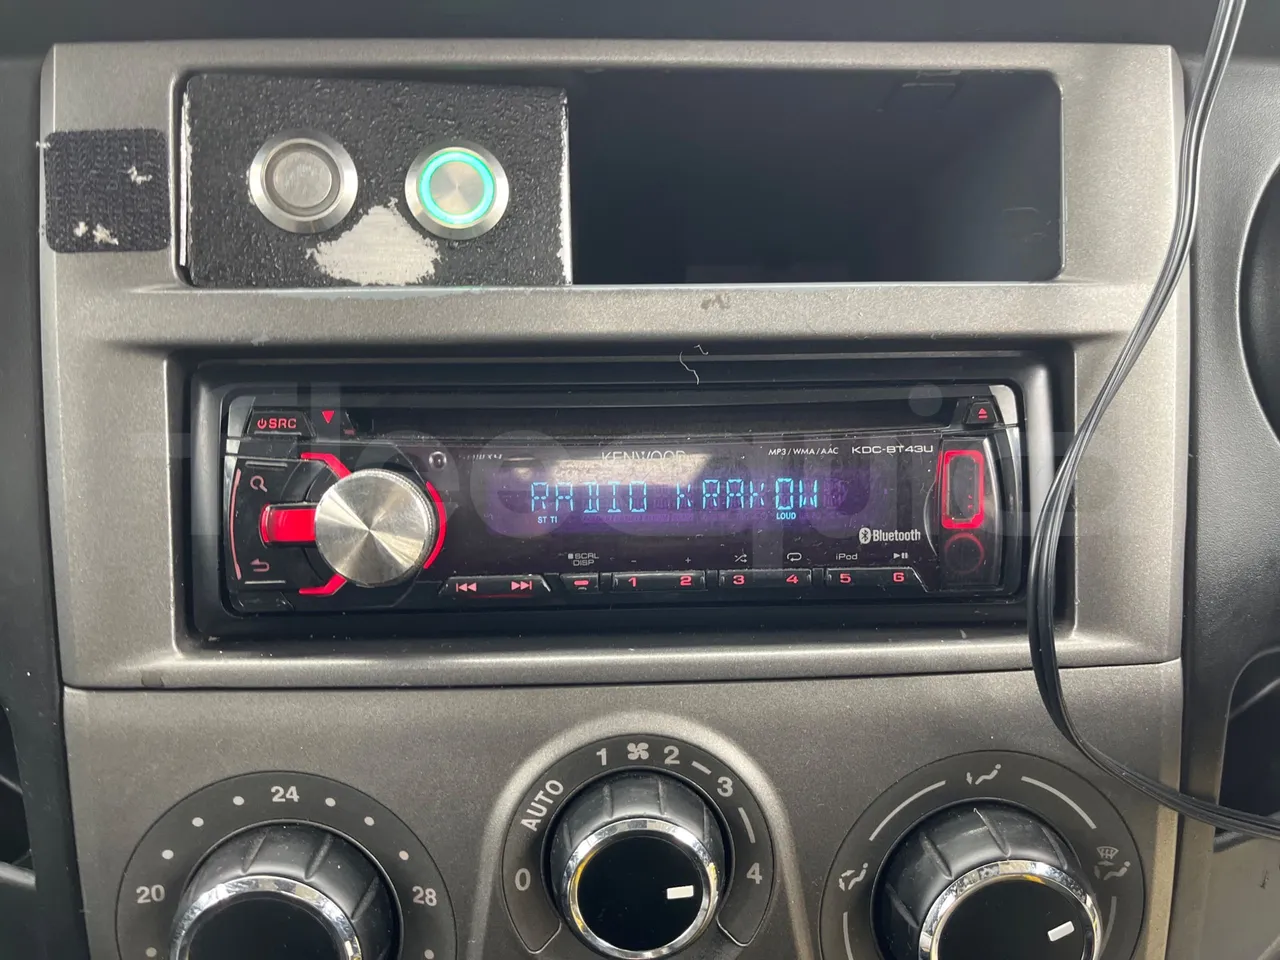 SRC
KENWOOD
MP3/WMA/AAC
KDC-BT43U
RADIO KRAKOW
ST TI
LOUD
Bluetooth
SCRL
DISP
- +
iPod
1 2 3 4 5 6
AUTO 0 1 2 3 4
20 24 28